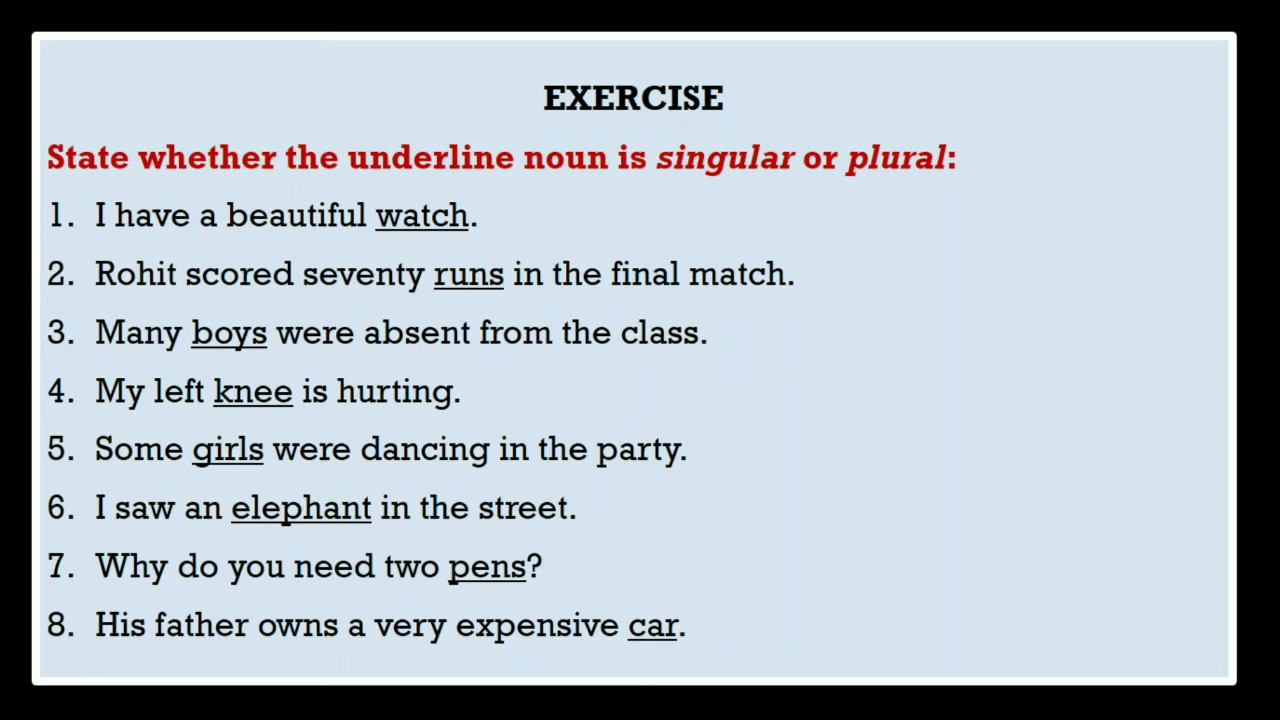 EXERCISE
State whether the underline noun is singular or plural:
1. I have a beautiful watch.
2. Rohit scored seventy runs in the final match.
3. Many boys were absent from the class.
4. My left knee is hurting.
5. Some girls were dancing in the party.
6. I saw an elephant in the street.
7. Why do you need two pens?
8. His father owns a very expensive car.